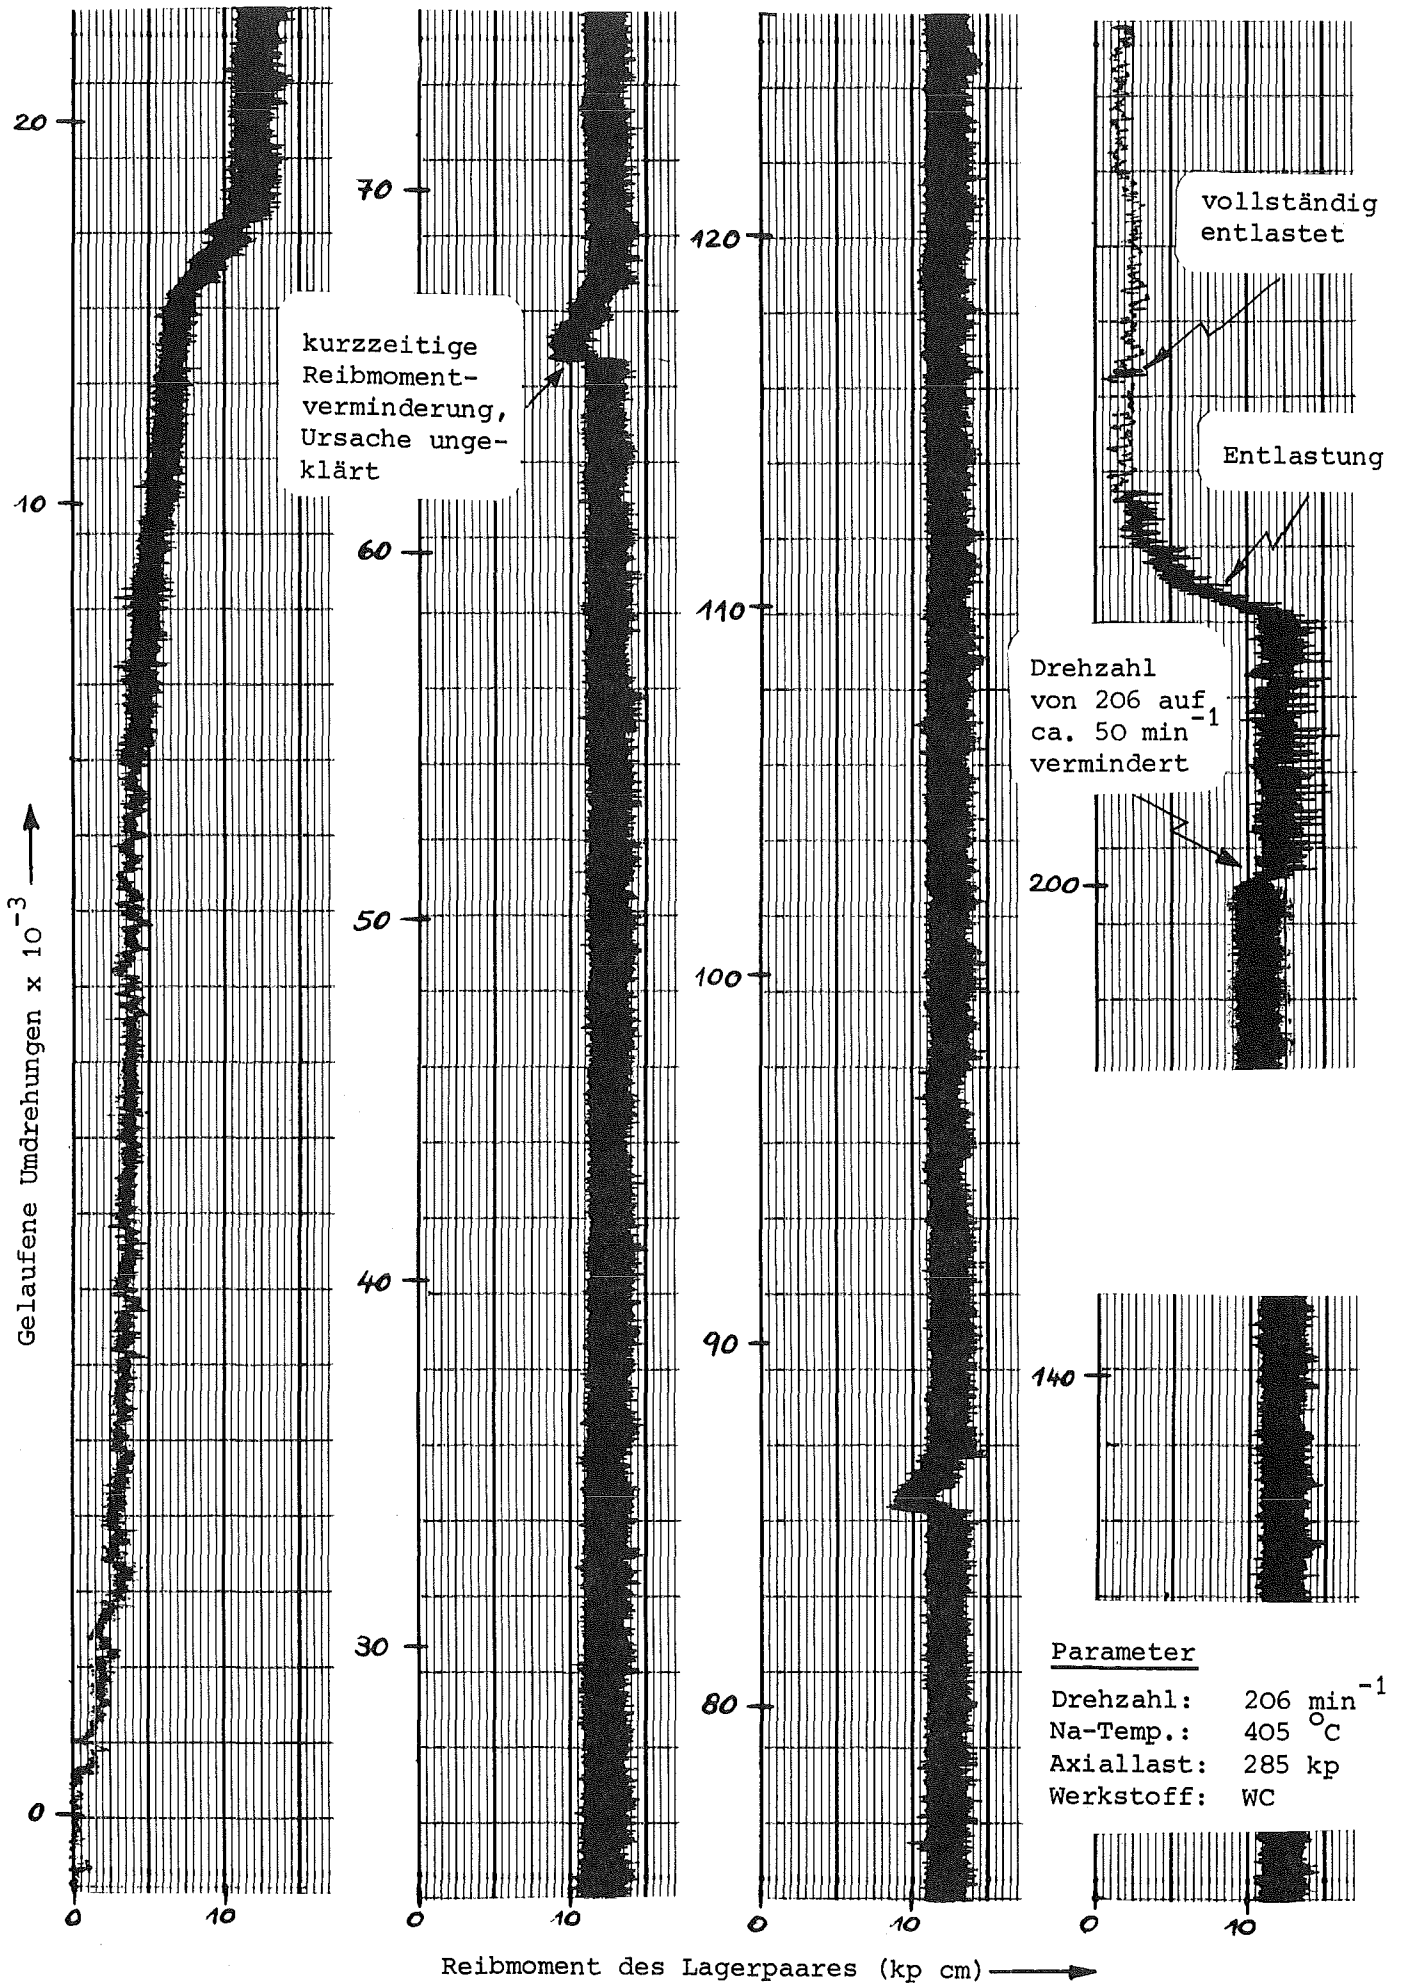 20
10
0
0
10
Gelaufene Umdrehungen x 10⁻³
kurzzeitige
Reibmoment-
verminderung,
Ursache unge-
klärt
70
60
50
40
30
0
10
120
110
100
90
80
0
10
vollständig
entlastet
Entlastung
Drehzahl
von 206 auf
ca. 50 min⁻¹
vermindert
200
140
Parameter
Drehzahl: 206 min⁻¹
Na-Temp.: 405 °C
Axiallast: 285 kp
Werkstoff: WC
0
10
Reibmoment des Lagerpaares (kp cm)